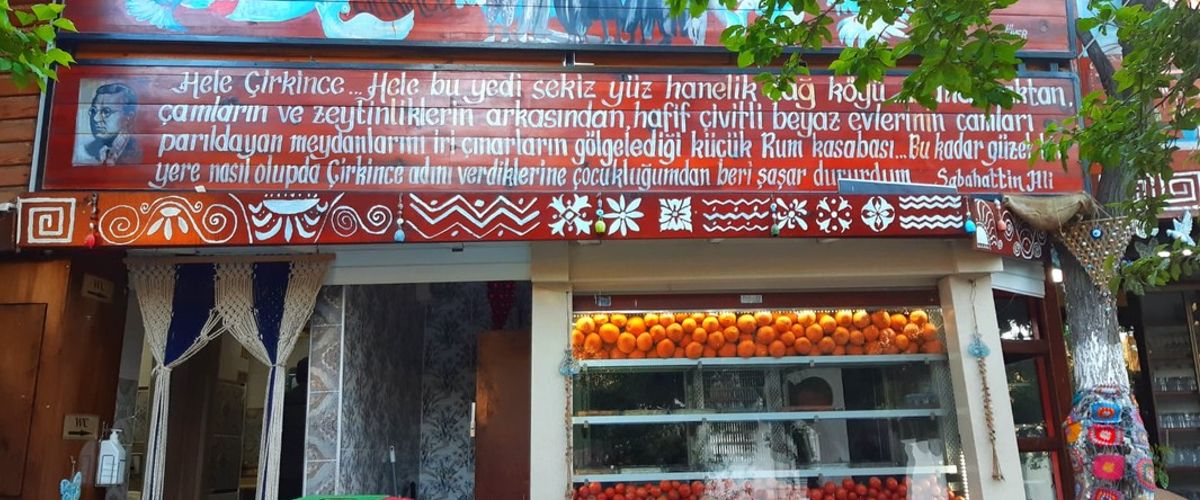 Hele Çirkince... Hele bu yedi sekiz yüz hanelik köyü
çamların ve zeytinliklerin arkasından, hafif çivitli beyaz evlerinin camları
parıldayan meydanlarını iri çınarların gölgelediği küçük Rum kasabası... Bu kadar güzel
yere nasıl olupda Çirkince adını verdiklerine çocukluğumdan beri şaşar dururdum Sabahattin Ali
WC
WC